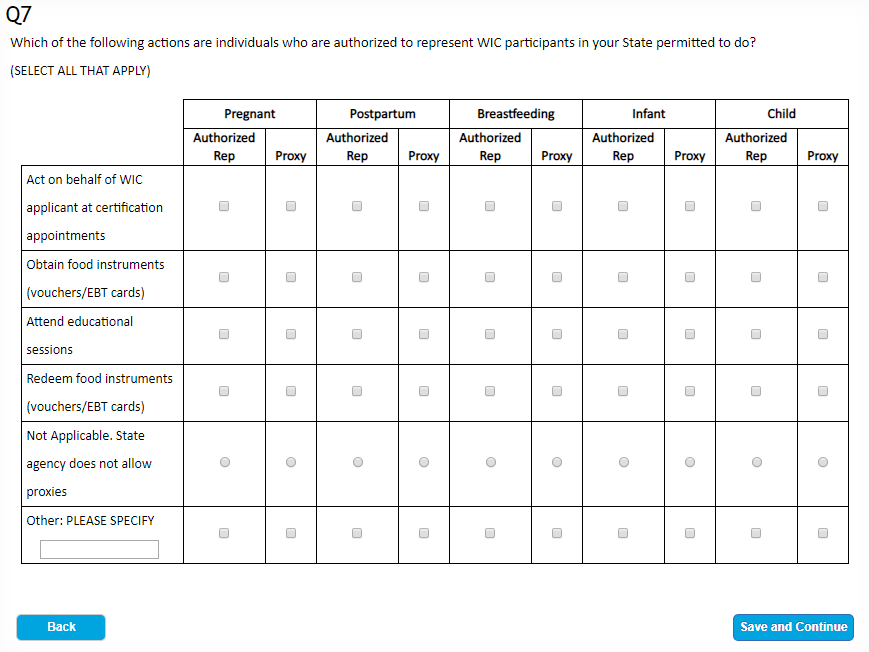 Q7
Which of the following actions are individuals who are authorized to represent WIC participants in your State permitted to do?
(SELECT ALL THAT APPLY)
Pregnant Postpartum Breastfeeding Infant Child
Authorized Rep Proxy Authorized Rep Proxy Authorized Rep Proxy Authorized Rep Proxy Authorized Rep Proxy
Act on behalf of WIC
applicant at certification
appointments
Obtain food instruments
(vouchers/EBT cards)
Attend educational
sessions
Redeem food instruments
(vouchers/EBT cards)
Not Applicable. State
agency does not allow
proxies
Other: PLEASE SPECIFY
Back Save and Continue